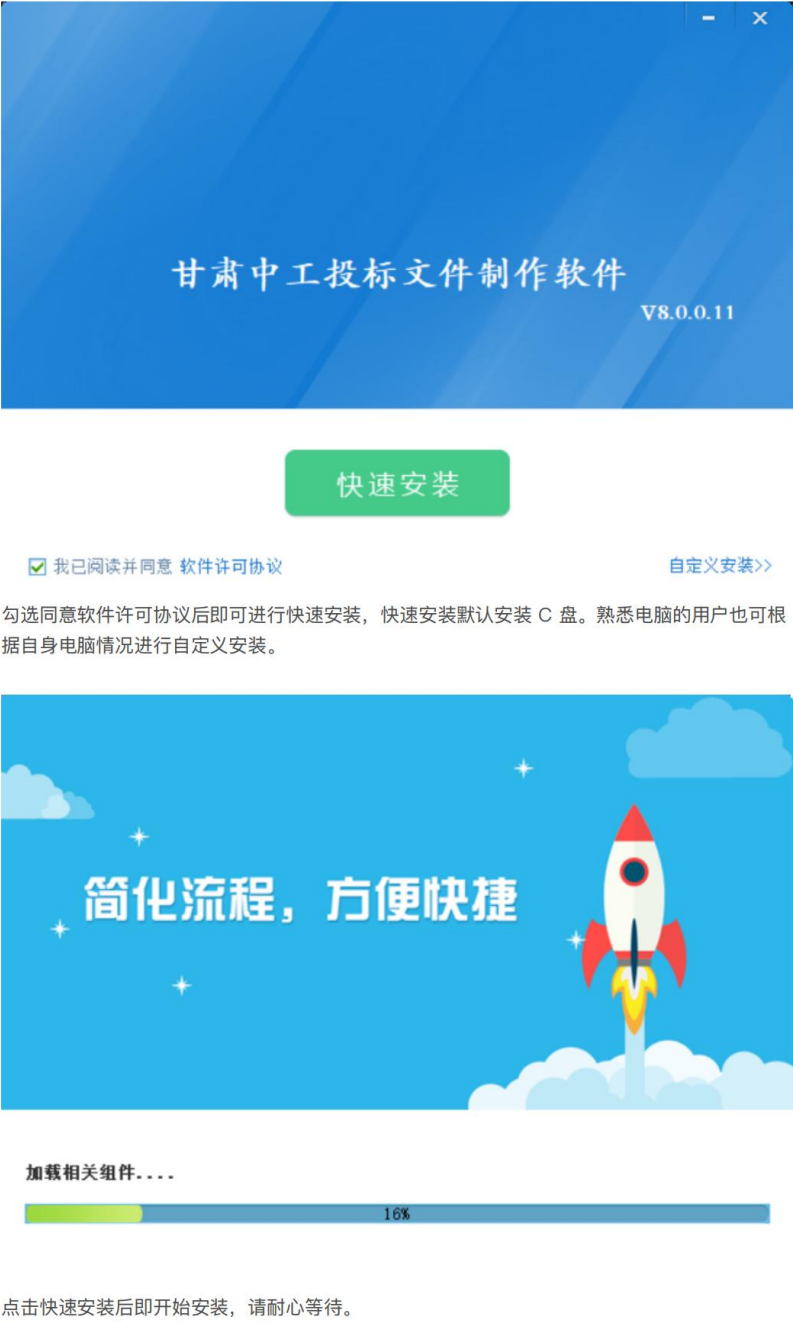 甘肃中工投标文件制作软件
V8.0.0.11
快速安装
我已阅读并同意 软件许可协议
自定义安装>>
勾选同意软件许可协议后即可进行快速安装，快速安装默认安装 C 盘。熟悉电脑的用户也可根
据自身电脑情况进行自定义安装。
简化流程，方便快捷
加载相关组件....
16%
点击快速安装后即开始安装，请耐心等待。